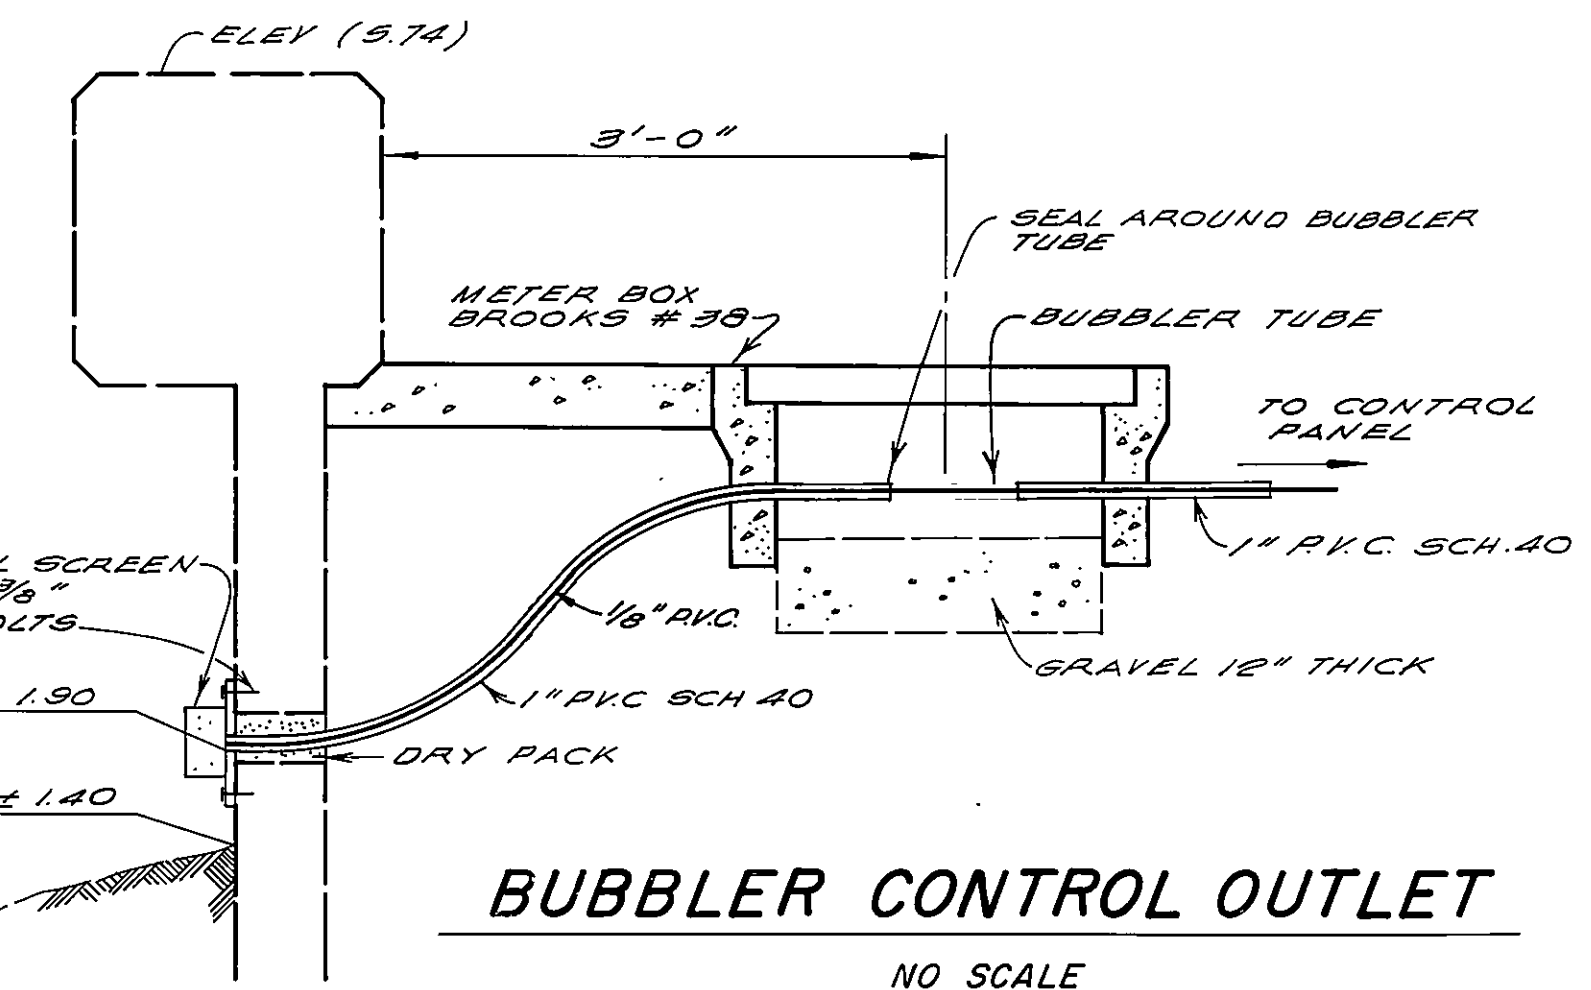 ELEV (5.74)
3'-0"
SEAL AROUND BUBBLER
TUBE
METER BOX
BROOKS # 38
BUBBLER TUBE
TO CONTROL
PANEL
1" P.V.C. SCH. 40
SCREEN
3/8"
1/8" P.V.C.
GRAVEL 12" THICK
1.90
1" P.V.C SCH 40
DRY PACK
± 1.40
BUBBLER CONTROL OUTLET
NO SCALE